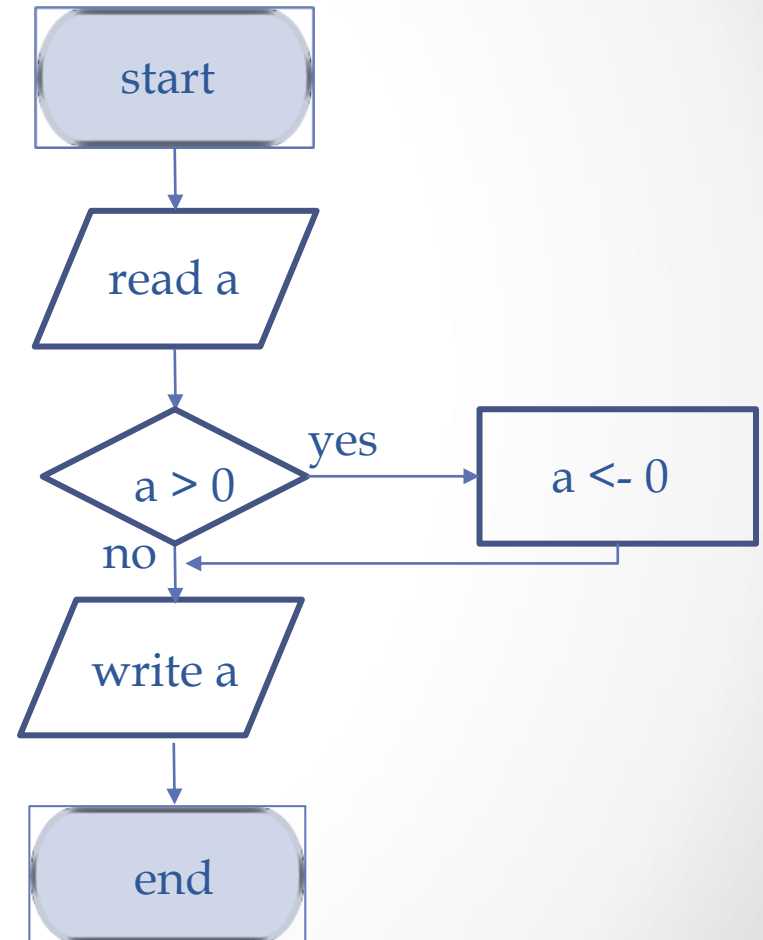 start
read a
a > 0
yes
a <- 0
no
write a
end